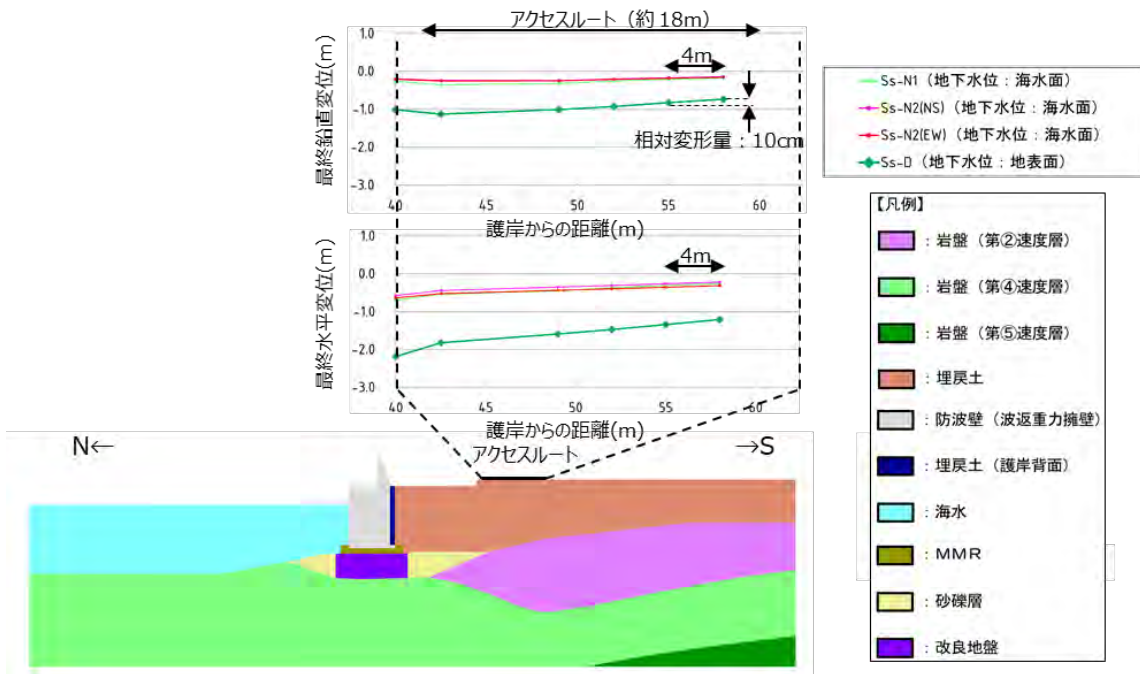 アクセスルート（約18m）
1.0
0.0
-1.0
-2.0
-3.0
最終鉛直変位(m)
4m
相対変形量：10cm
40
45
50
55
60
護岸からの距離(m)
1.0
0.0
-1.0
-2.0
-3.0
最終水平変位(m)
4m
40
45
50
55
60
護岸からの距離(m)
アクセスルート
N←
→S
Ss-N1（地下水位：海水面）
Ss-N2(NS)（地下水位：海水面）
Ss-N2(EW)（地下水位：海水面）
Ss-D（地下水位：地表面）
【凡例】
：岩盤（第②速度層）
：岩盤（第④速度層）
：岩盤（第⑤速度層）
：埋戻土
：防波壁（波返重力擁壁）
：埋戻土（護岸背面）
：海水
：MMR
：砂礫層
：改良地盤